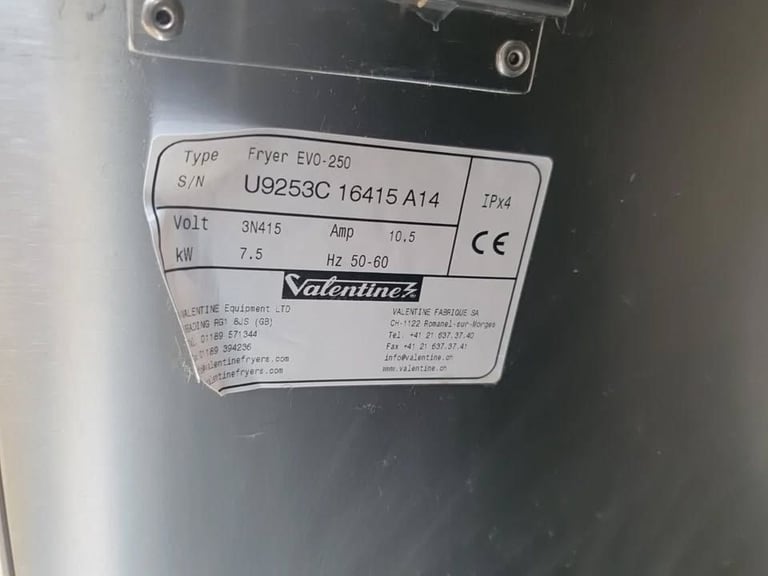 Type Fryer EVO-250
S/N U9253C 16415 A14
IPx4
Volt 3N415 Amp 10.5
kW 7.5 Hz 50-60
CE
Valentine
VALENTINE Equipment LTD
READING RG1 6JS (GB)
01189 571344
01189 394236
valentinefryers.com
VALENTINE FABRIQUE SA
CH-1122 Romanel-sur-Morges
Tel. +41 21 637.37.40
Fax +41 21 637.37.41
info@valentine.ch
www.valentine.ch